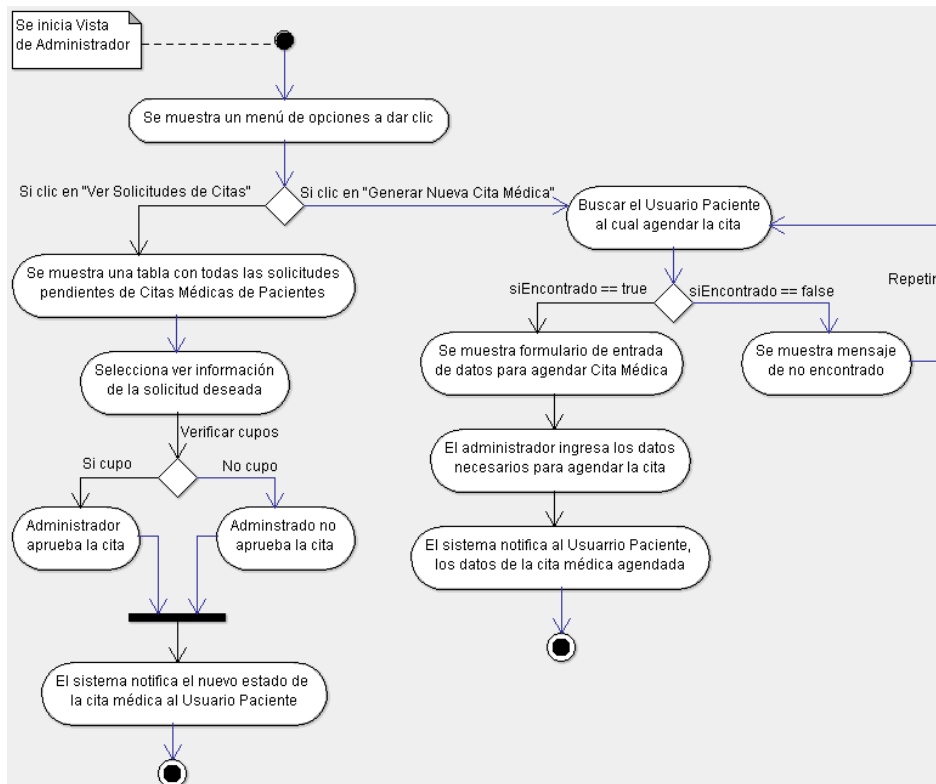 Se inicia Vista
de Administrador
Se muestra un menú de opciones a dar clic
Si clic en "Ver Solicitudes de Citas"
Si clic en "Generar Nueva Cita Médica"
Buscar el Usuario Paciente
al cual agendar la cita
Se muestra una tabla con todas las solicitudes
pendientes de Citas Médicas de Pacientes
siEncontrado == true
siEncontrado == false
Repetir
Se muestra formulario de entrada
de datos para agendar Cita Médica
Se muestra mensaje
de no encontrado
Selecciona ver información
de la solicitud deseada
Verificar cupos
El administrador ingresa los datos
necesarios para agendar la cita
Si cupo
No cupo
Administrador
aprueba la cita
Adminstrado no
aprueba la cita
El sistema notifica al Usuarrio Paciente,
los datos de la cita médica agendada
El sistema notifica el nuevo estado de
la cita médica al Usuario Paciente